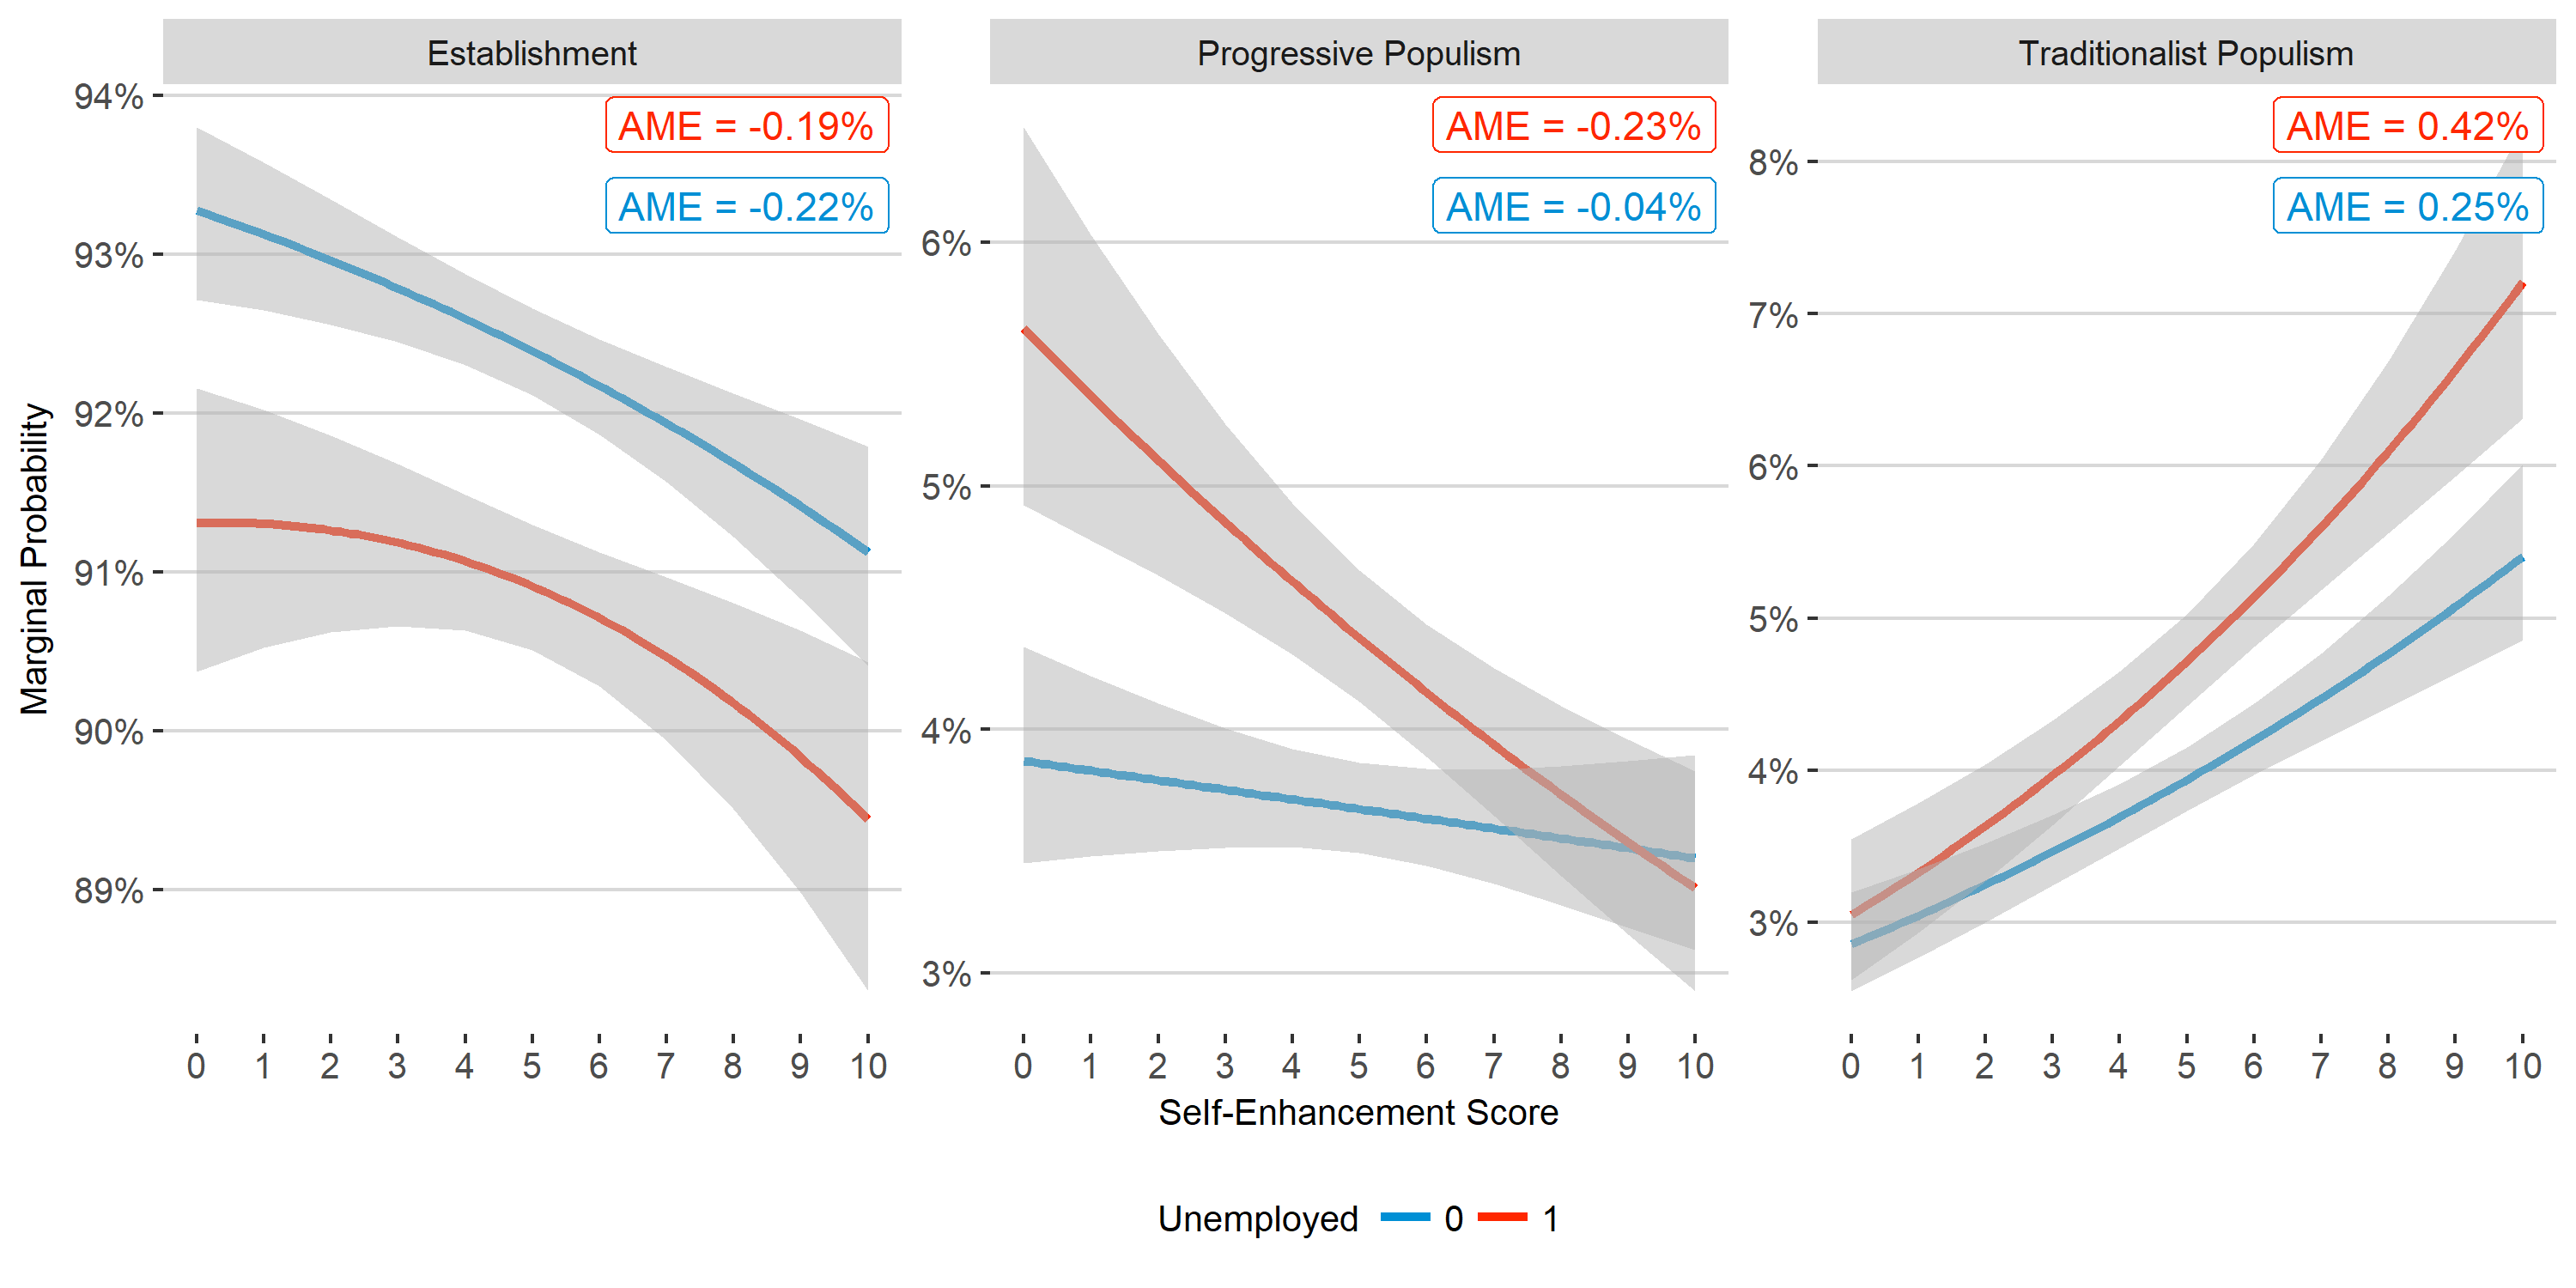 Establishment
Progressive Populism
Traditionalist Populism
AME = -0.19%
AME = -0.22%
AME = -0.23%
AME = -0.04%
AME = 0.42%
AME = 0.25%
Marginal Probability
94%
93%
92%
91%
90%
89%
6%
5%
4%
3%
8%
7%
6%
5%
4%
3%
0 1 2 3 4 5 6 7 8 9 10
0 1 2 3 4 5 6 7 8 9 10
0 1 2 3 4 5 6 7 8 9 10
Self-Enhancement Score
Unemployed 0 1